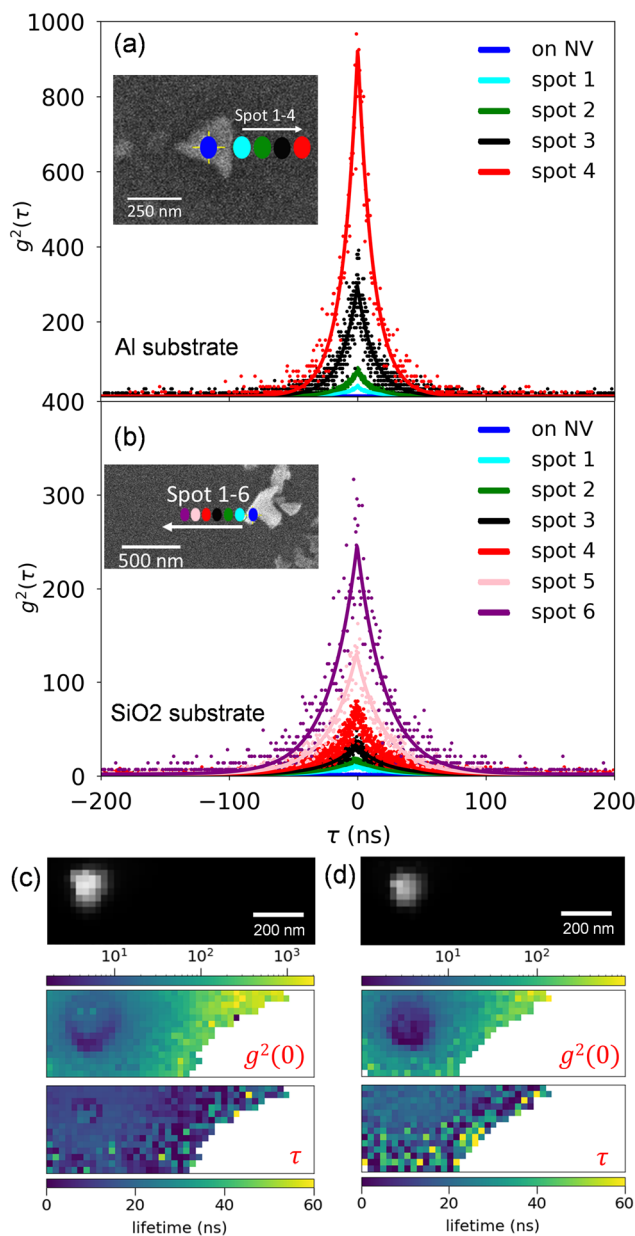 (a)
1000
800
600
400
200
g²(τ)
Spot 1-4
250 nm
on NV
spot 1
spot 2
spot 3
spot 4
Al substrate
(b)
400
300
200
100
0
g²(τ)
Spot 1-6
500 nm
on NV
spot 1
spot 2
spot 3
spot 4
spot 5
spot 6
SiO2 substrate
−200 −100 0 100 200
τ (ns)
(c)
200 nm
10¹ 10² 10³
g²(0)
τ
0 20 40 60
lifetime (ns)
(d)
200 nm
10¹ 10²
g²(0)
τ
0 20 40 60
lifetime (ns)